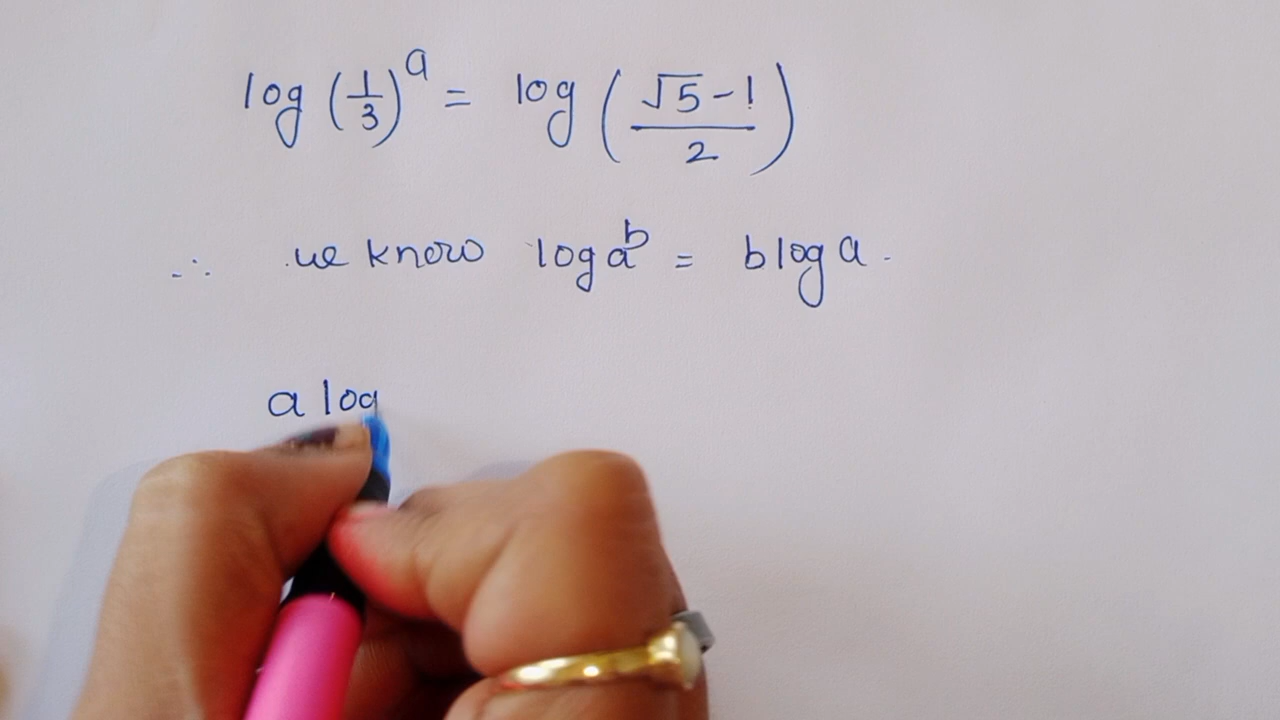 log (1/3)^a = log ((√5-1)/2)
∴ we know log a^b = b log a.
a log